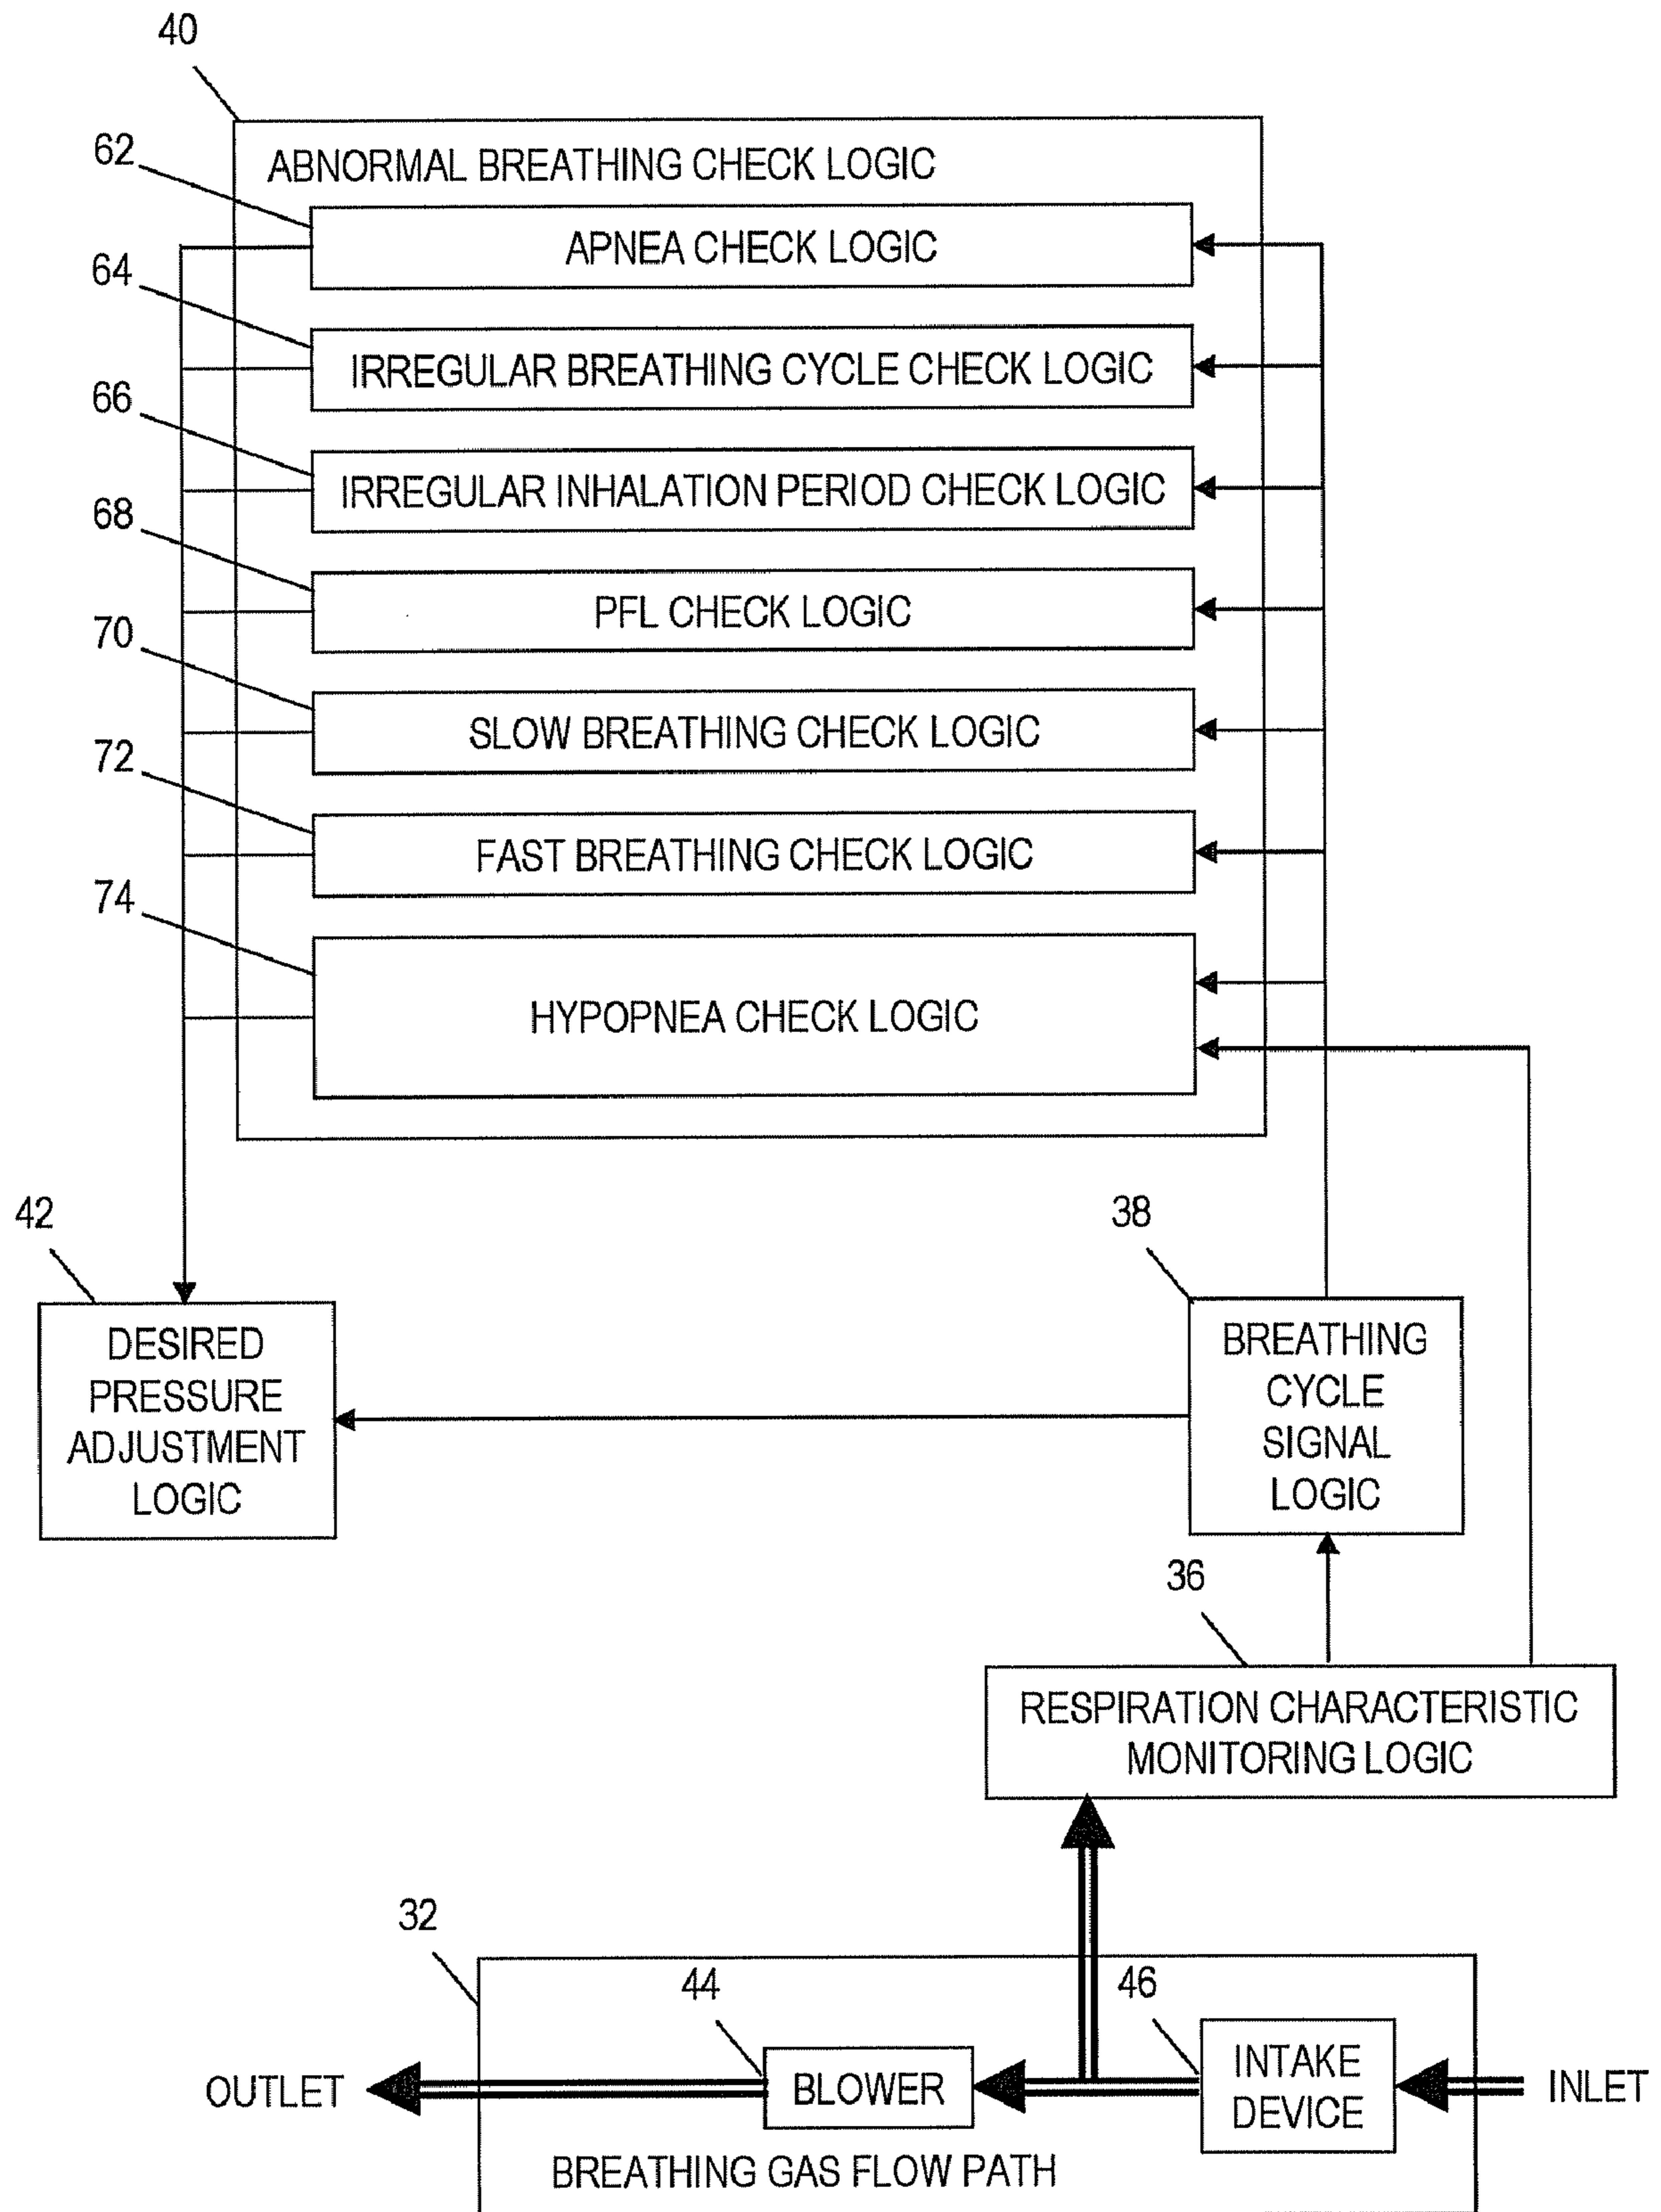 40
62
ABNORMAL BREATHING CHECK LOGIC
APNEA CHECK LOGIC
64
IRREGULAR BREATHING CYCLE CHECK LOGIC
66
IRREGULAR INHALATION PERIOD CHECK LOGIC
68
PFL CHECK LOGIC
70
SLOW BREATHING CHECK LOGIC
72
FAST BREATHING CHECK LOGIC
74
HYPOPNEA CHECK LOGIC
42
DESIRED
PRESSURE
ADJUSTMENT
LOGIC
38
BREATHING
CYCLE
SIGNAL
LOGIC
36
RESPIRATION CHARACTERISTIC
MONITORING LOGIC
32
44
46
OUTLET
BLOWER
INTAKE
DEVICE
INLET
BREATHING GAS FLOW PATH